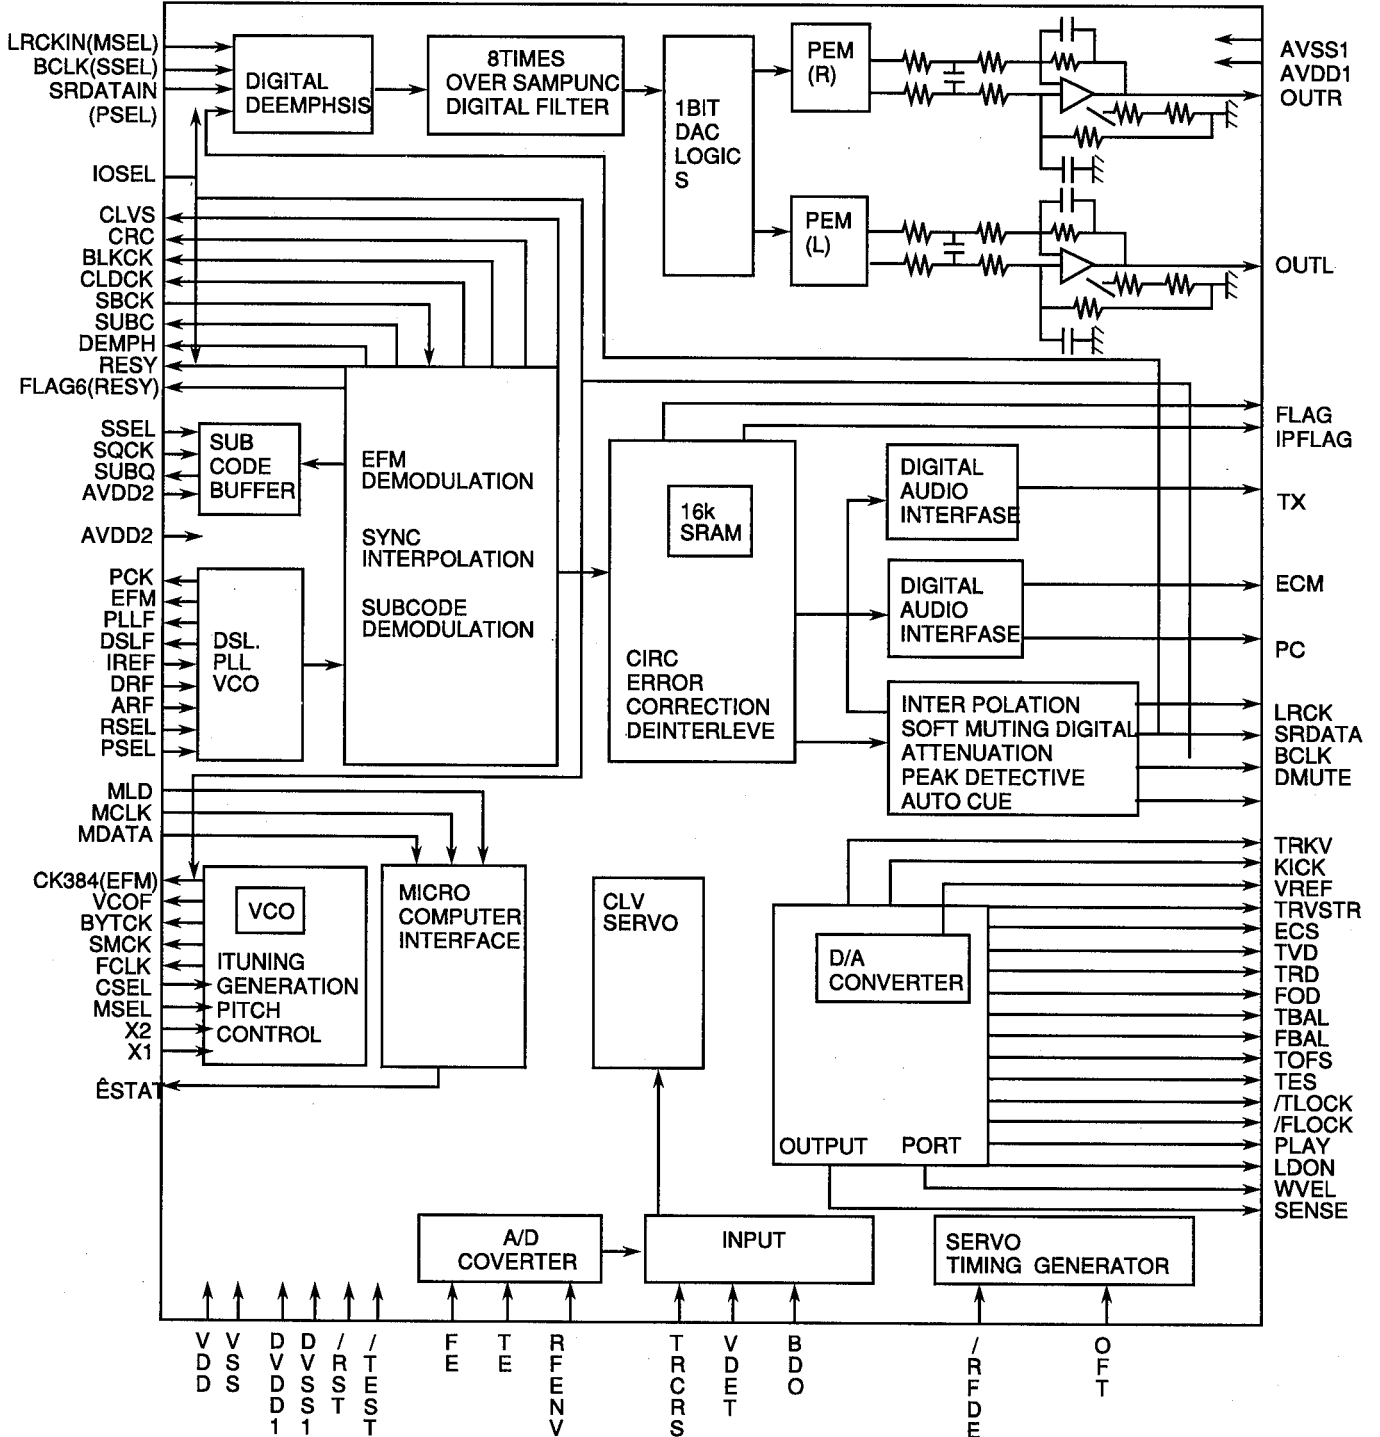 LRCKIN(MSEL)
BCLK(SSEL)
SRDATAIN
(PSEL)
IOSEL
CLVS
CRC
BLKCK
CLDCK
SBCK
SUBC
DEMPH
RESY
FLAG6(RESY)
SSEL
SQCK
SUBQ
AVDD2
AVDD2
PCK
EFM
PLLF
DSLF
IREF
DRF
ARF
RSEL
PSEL
MLD
MCLK
MDATA
CK384(EFM)
VCOF
BYTCK
SMCK
FCLK
CSEL
MSEL
X2
X1
ÊSTAT
DIGITAL
DEEMPHSIS
8TIMES
OVER SAMPUNC
DIGITAL FILTER
1BIT
DAC
LOGIC
S
PEM
(R)
PEM
(L)
SUB
CODE
BUFFER
EFM
DEMODULATION
SYNC
INTERPOLATION
SUBCODE
DEMODULATION
DSL.
PLL
VCO
16k
SRAM
CIRC
ERROR
CORRECTION
DEINTERLEVE
DIGITAL
AUDIO
INTERFASE
DIGITAL
AUDIO
INTERFASE
INTER POLATION
SOFT MUTING DIGITAL
ATTENUATION
PEAK DETECTIVE
AUTO CUE
VCO
ITUNING
GENERATION
PITCH
CONTROL
MICRO
COMPUTER
INTERFACE
CLV
SERVO
D/A
CONVERTER
OUTPUT PORT
A/D
COVERTER
INPUT
SERVO
TIMING GENERATOR
AVSS1
AVDD1
OUTR
OUTL
FLAG
IPFLAG
TX
ECM
PC
LRCK
SRDATA
BCLK
DMUTE
TRKV
KICK
VREF
TRVSTR
ECS
TVD
TRD
FOD
TBAL
FBAL
TOFS
TES
/TLOCK
/FLOCK
PLAY
LDON
WVEL
SENSE
VDD
VSS
DVDD1
DVSS1
/RST
/TEST
FE
TE
RFENV
TRCRS
VDET
BDO
/RFDE
OFT